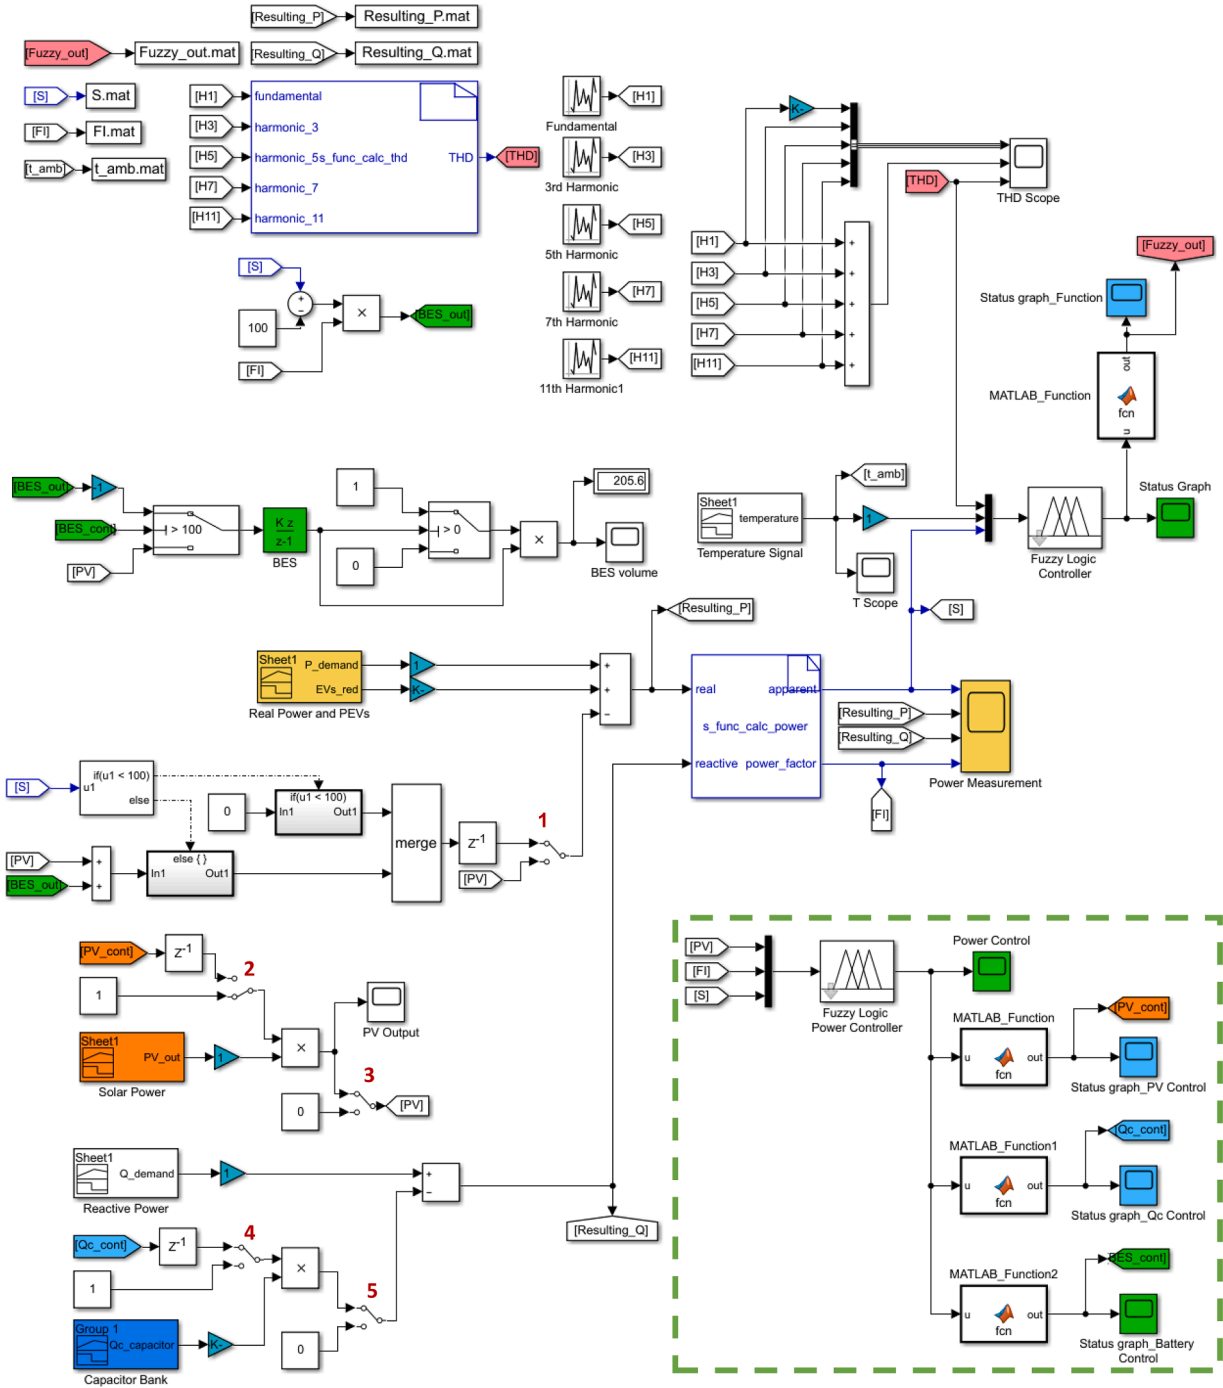 [Resulting_P]
Resulting_P.mat
[Fuzzy_out]
Fuzzy_out.mat
[Resulting_Q]
Resulting_Q.mat
[S]
S.mat
[FI]
FI.mat
[t_amb]
t_amb.mat
[H1]
fundamental
[H3]
harmonic_3
[H5]
harmonic_5
s_func_calc_thd
THD
[THD]
[H7]
harmonic_7
[H11]
harmonic_11
[H1]
Fundamental
[H3]
3rd Harmonic
[H5]
5th Harmonic
[H7]
7th Harmonic
[H11]
11th Harmonic1
K-
[THD]
THD Scope
[H1]
+
[H3]
+
[H5]
+
[H7]
+
[H11]
+
[Fuzzy_out]
Status graph_Function
out
MATLAB_Function
fcn
u
[S]
+
−
100
×
[BES_out]
[FI]
[BES_out]
-1
[BES_cont]
> 100
[PV]
K z
z-1
BES
1
> 0
0
×
205.6
BES volume
Sheet1
temperature
Temperature Signal
[t_amb]
1
T Scope
Fuzzy Logic
Controller
Status Graph
[S]
[Resulting_P]
Sheet1
P_demand
EVs_red
Real Power and PEVs
1
K-
+
+
−
real
apparent
s_func_calc_power
reactive
power_factor
[Resulting_P]
[Resulting_Q]
Power Measurement
[FI]
[S]
u1
if(u1 < 100)
else
0
if(u1 < 100)
In1
Out1
[PV]
[BES_out]
+
+
else { }
In1
Out1
merge
z-1
1
[PV]
[PV_cont]
z-1
2
1
Sheet1
PV_out
Solar Power
1
×
PV Output
3
0
[PV]
Sheet1
Q_demand
Reactive Power
1
+
−
[Resulting_Q]
[Qc_cont]
z-1
4
1
×
5
Group 1
Qc_capacitor
Capacitor Bank
K-
0
[PV]
[FI]
[S]
Fuzzy Logic
Power Controller
Power Control
MATLAB_Function
u
out
fcn
[PV_cont]
Status graph_PV Control
MATLAB_Function1
u
out
fcn
[Qc_cont]
Status graph_Qc Control
MATLAB_Function2
u
out
fcn
[BES_cont]
Status graph_Battery
Control